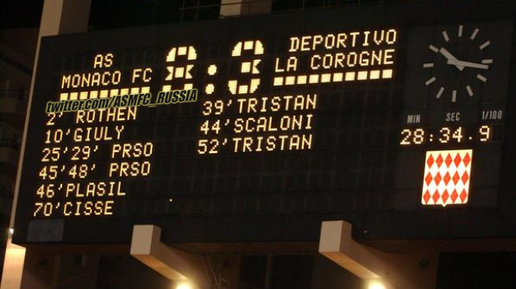 AS
MONACO FC
8:3
DEPORTIVO
LA COROGNE
twitter.com/ASMFC_RUSSIA
2' ROTHEN
10'GIULY
25'29' PRSO
45'48' PRSO
46'PLASIL
70'CISSE
39'TRISTAN
44'SCALONI
52'TRISTAN
MIN SEC 1/100
28:34.9